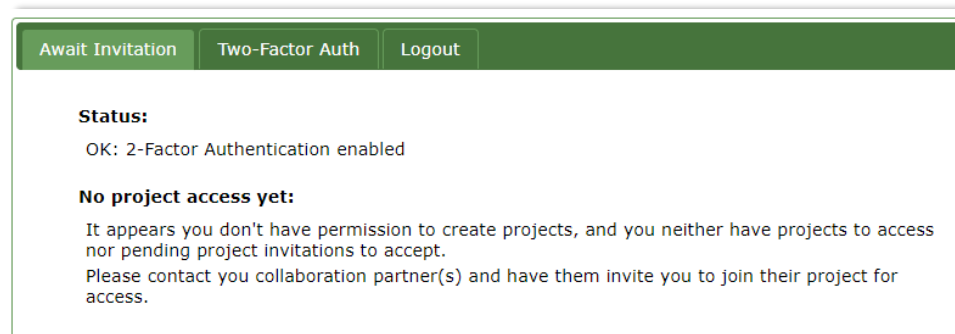 Await Invitation Two-Factor Auth Logout
Status:
OK: 2-Factor Authentication enabled
No project access yet:
It appears you don't have permission to create projects, and you neither have projects to access
nor pending project invitations to accept.
Please contact you collaboration partner(s) and have them invite you to join their project for
access.